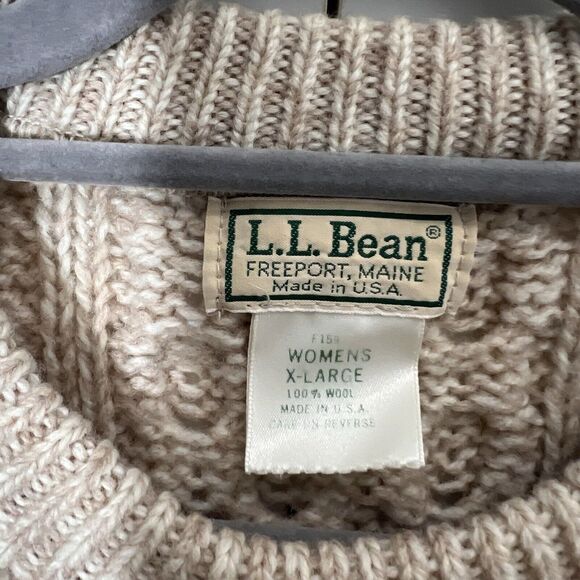 L.L.Bean®
FREEPORT, MAINE
Made in U.S.A.
WOMENS
X-LARGE
100% WOOL
MADE IN U.S.A.
CARE ON REVERSE